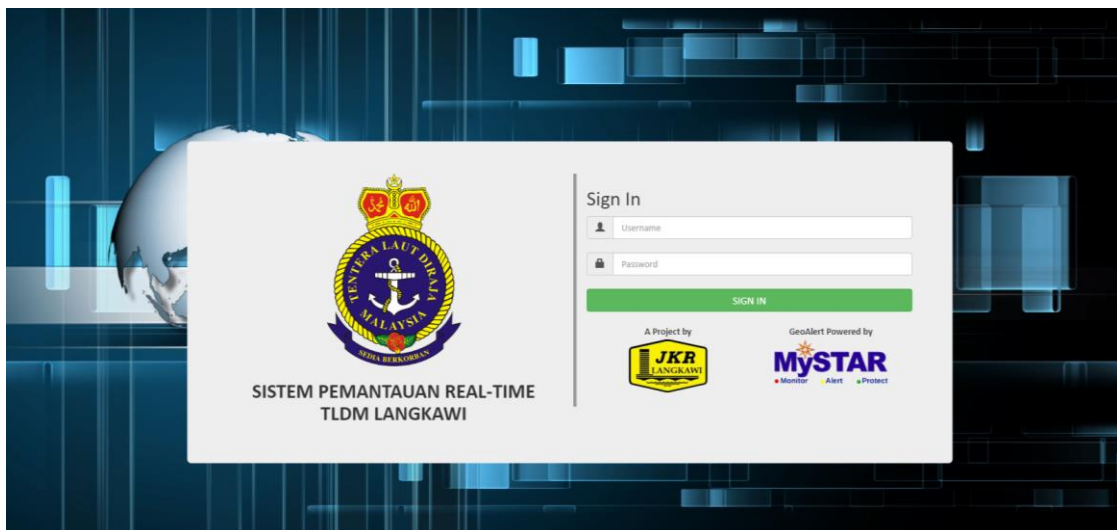 TENTERA LAUT DIRAJA
MALAYSIA
SEDIA BERKORBAN
SISTEM PEMANTAUAN REAL-TIME
TLDM LANGKAWI
Sign In
Username
Password
SIGN IN
A Project by
JKR
LANGKAWI
GeoAlert Powered by
MySTAR
Monitor Alert Protect